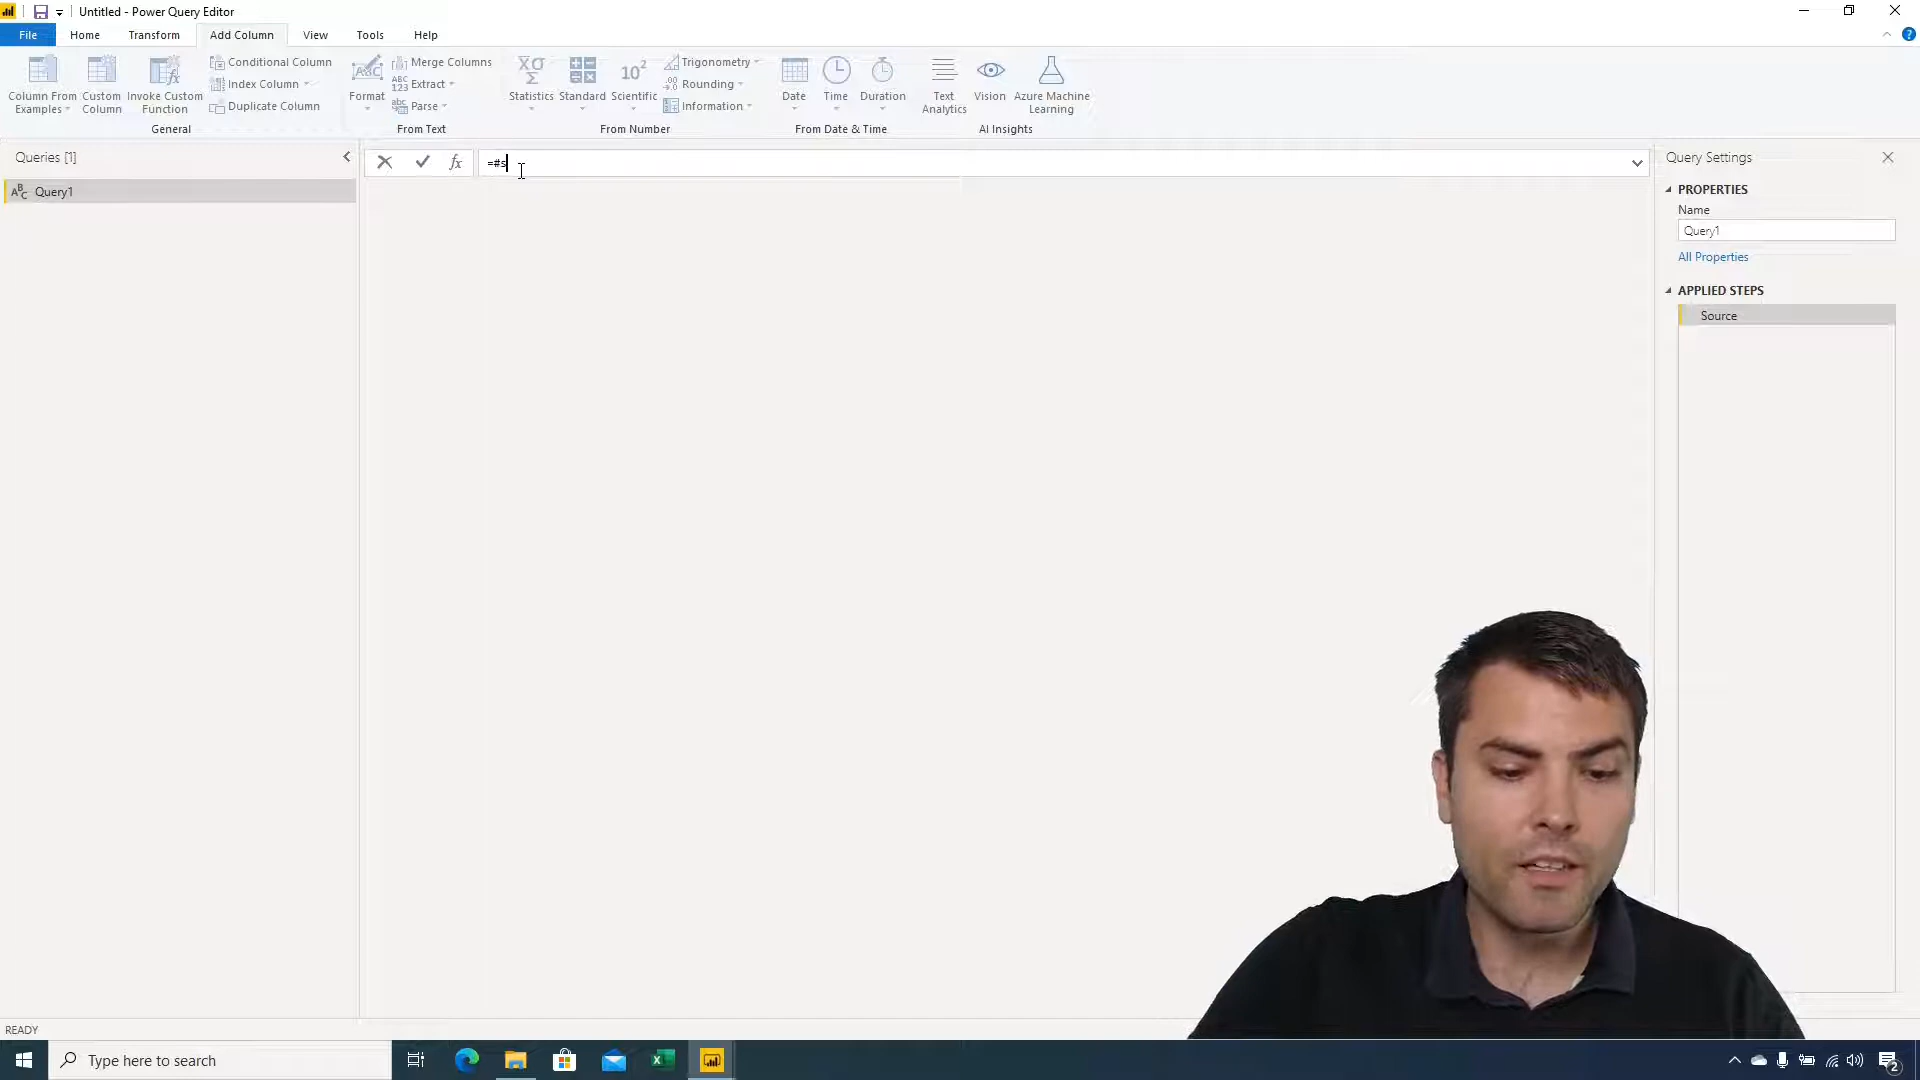 Untitled - Power Query Editor
File Home Transform Add Column View Tools Help
Column From Examples
Custom Column
Invoke Custom Function
Conditional Column
Index Column
Duplicate Column
General
Format
Merge Columns
Extract
Parse
From Text
Statistics
Standard
Scientific
Trigonometry
Rounding
Information
From Number
Date
Time
Duration
From Date & Time
Text Analytics
Vision
Azure Machine Learning
AI Insights
Queries [1]
Query1
=#s
Query Settings
PROPERTIES
Name
Query1
All Properties
APPLIED STEPS
Source
READY
Type here to search
2